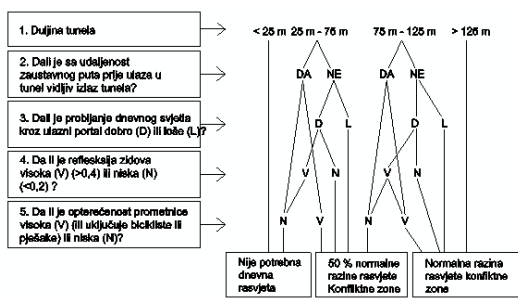 1. Duljina tunela
< 25 m 25 m - 75 m 75 m - 125 m > 125 m
2. Dali je sa udaljenost
zaustavnog puta prije ulaza u
tunel vidljiv izlaz tunela?
DA NE DA NE
3. Dali je probijanje dnevnog svjetla
kroz ulazni portal dobro (D) ili loše (L)?
D L D L
4. Da li je refleksija zidova
visoka (V) (>0,4) ili niska (N)
(<0,2) ?
V N V N
5. Da li je opterećenost prometnice
visoka (V) (ili uključuje bicikliste ili
pješake) ili niska (N)?
N V N V
Nije potrebna
dnevna
rasvjeta
50 % normalne
razine rasvjete
Konfliktne zone
Normalna razina
rasvjete konfliktne
zone